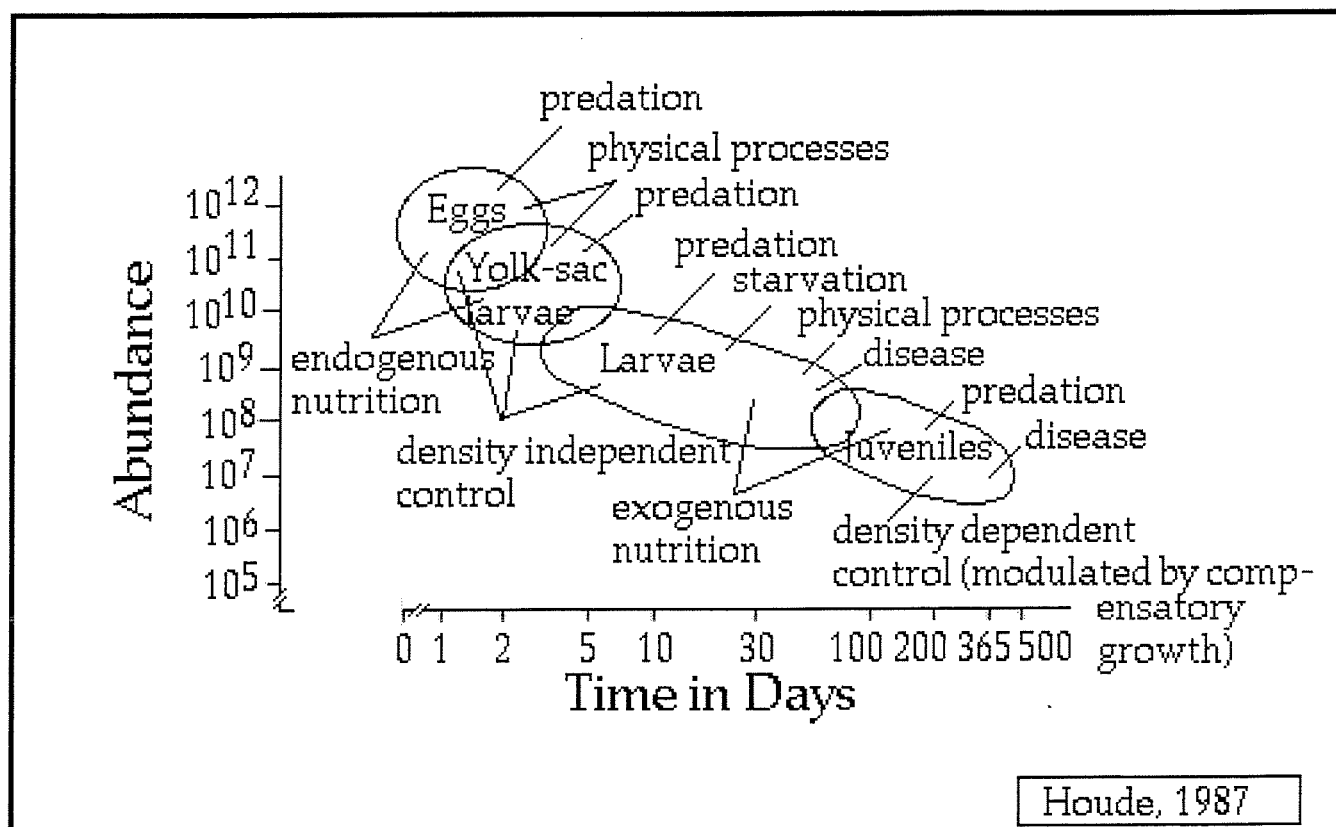 predation
physical processes
predation
predation
starvation
physical processes
disease
predation
disease
Eggs
Yolk-sac
larvae
Larvae
Juveniles
endogenous
nutrition
density independent
control
exogenous
nutrition
density dependent
control (modulated by comp-
ensatory
growth)
Abundance
10^12
10^11
10^10
10^9
10^8
10^7
10^6
10^5
0 1 2 5 10 30 100 200 365 500
Time in Days
Houde, 1987